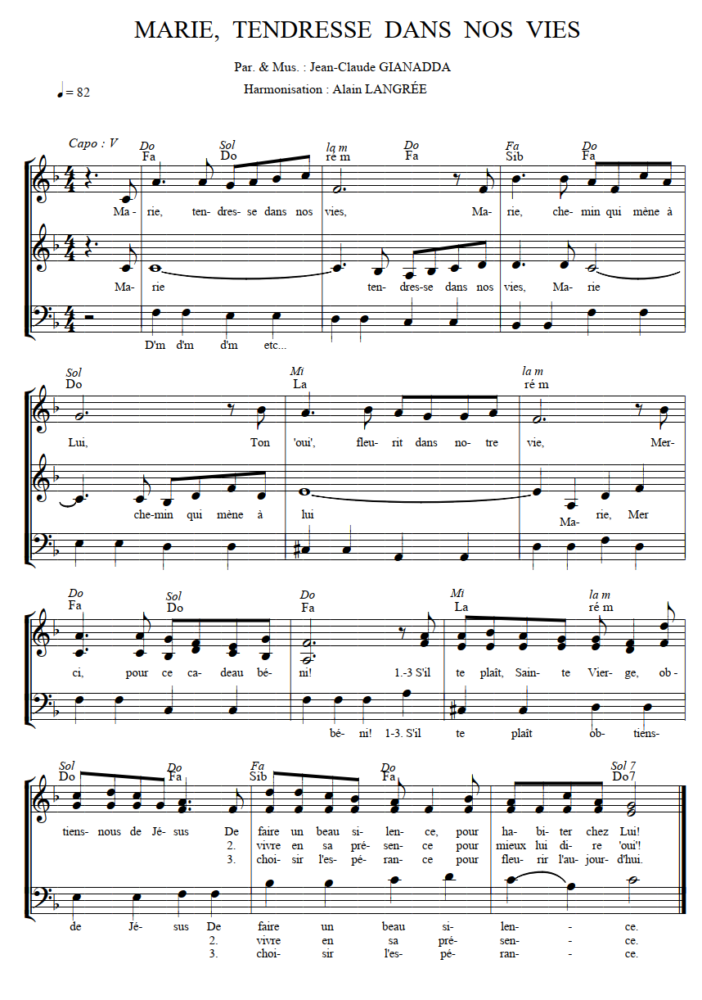 MARIE, TENDRESSE DANS NOS VIES
Par. & Mus. : Jean-Claude GIANADDA
= 82
Harmonisation : Alain LANGRÉE
Capo : V
Do Sol la m Do Fa Do
Fa Do ré m Fa Sib Fa
Ma - rie, ten- dres- se dans nos vies, Ma- rie, che- min qui mène à
Ma- rie ten- dres-se dans nos vies, Ma- rie
D'm d'm d'm etc...
Sol Mi la m
Do La ré m
Lui, Ton 'oui', fleu- rit dans no- tre vie, Mer-
che-min qui mène à lui Ma- rie, Mer
Do Sol Do Mi la m
Fa Do Fa La ré m
ci, pour ce ca- deau bé- ni! 1.-3 S'il te plaît, Sain- te Vier- ge, ob -
bé- ni! 1-3. S'il te plaît ob- tiens-
Sol Do Fa Do Sol 7
Do Fa Sib Fa Do7
tiens- nous de Jé- sus De faire un beau si- len- ce, pour ha- bi- ter chez Lui!
2. vivre en sa pré- sen- ce pour mieux lui di- re 'oui'!
3. choi- sir l'es- pé- ran- ce pour fleu- rir l'au- jour- d'hui.
de Jé- sus De faire un beau si- len- - ce.
2. vivre en sa pré- sen- - ce.
3. choi- sir l'es- pé- ran- - ce.